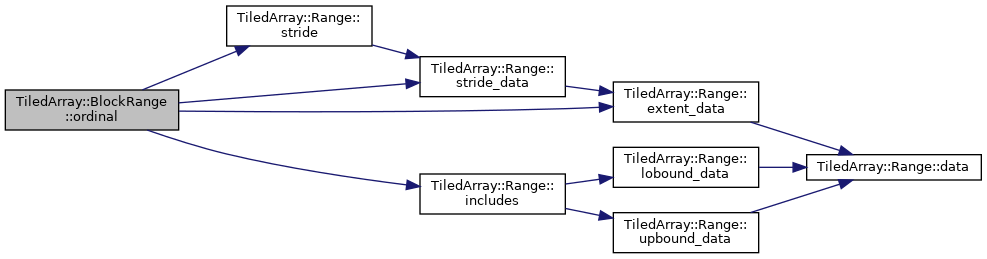 TiledArray::BlockRange
::ordinal
TiledArray::Range::
stride
TiledArray::Range::
stride_data
TiledArray::Range::
extent_data
TiledArray::Range::data
TiledArray::Range::
includes
TiledArray::Range::
lobound_data
TiledArray::Range::
upbound_data